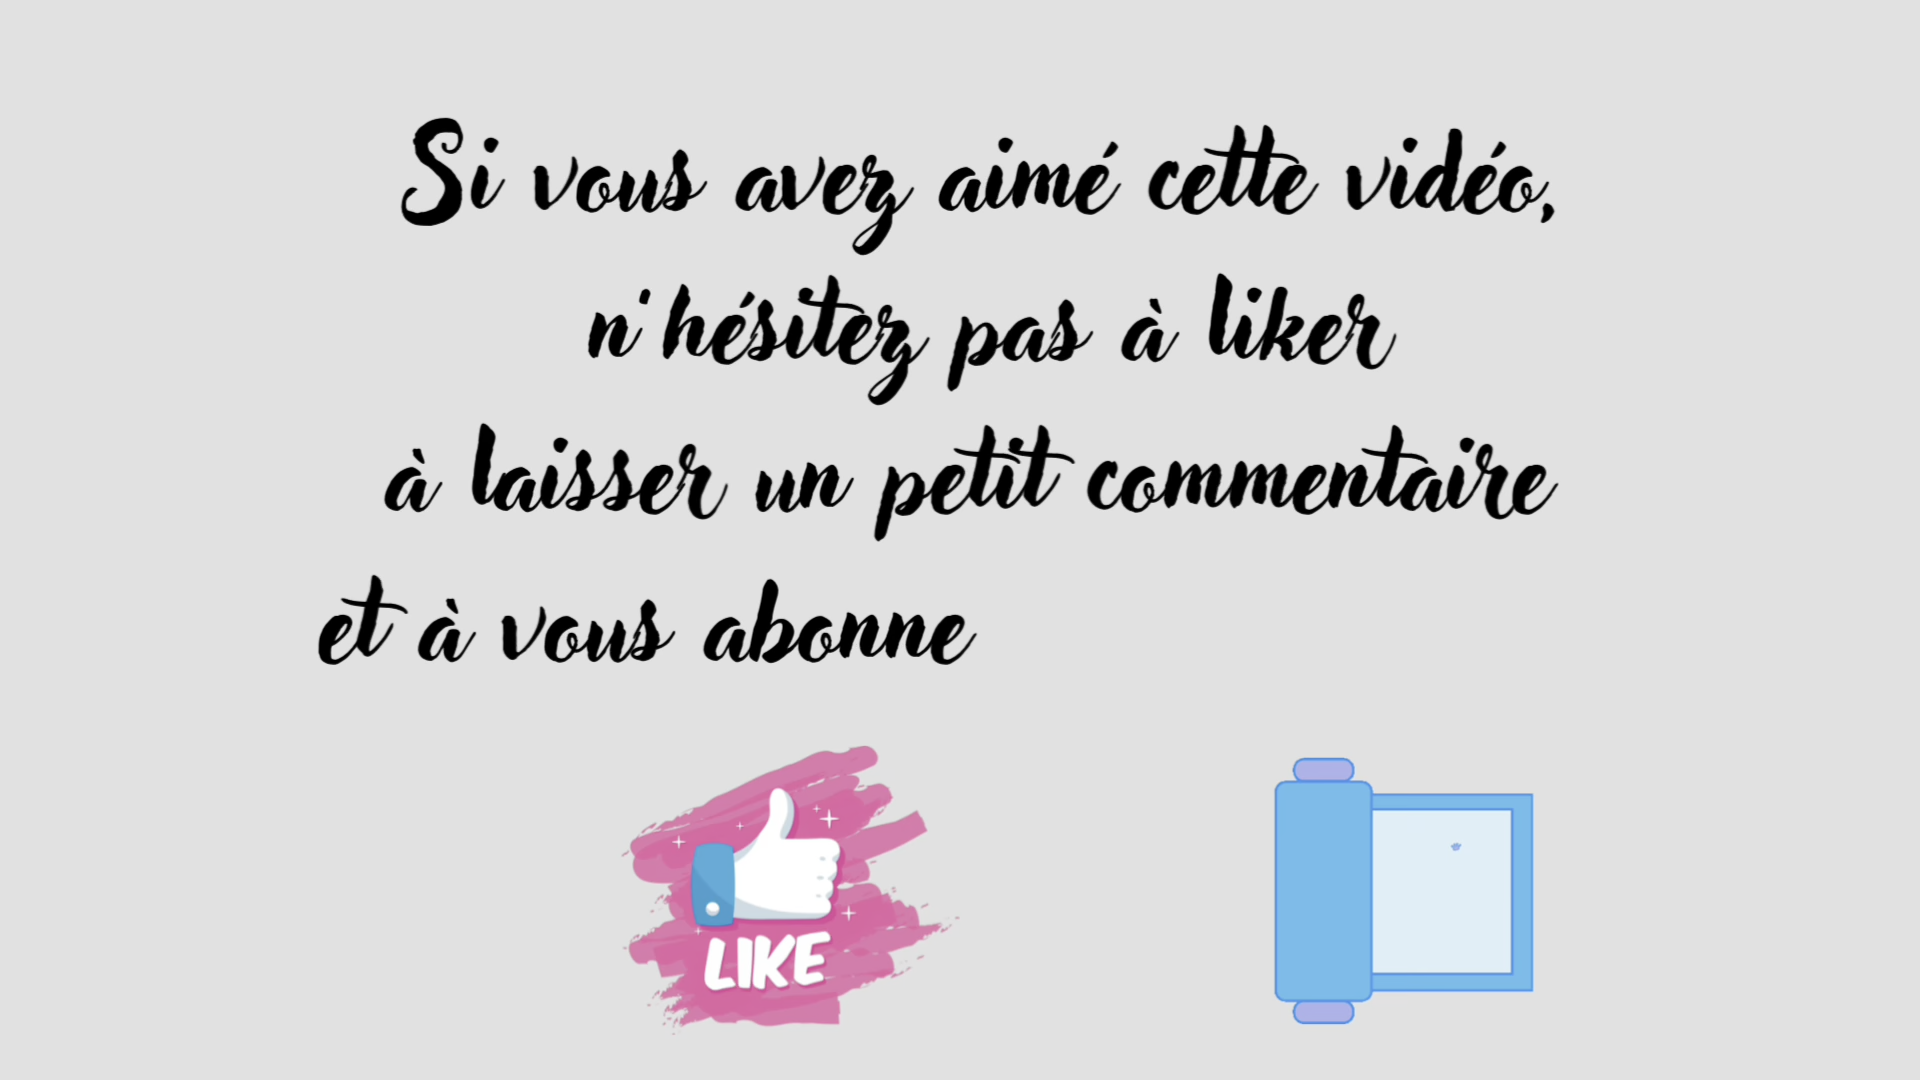 Si vous avez aimé cette vidéo,
n'hésitez pas à liker
à laisser un petit commentaire
et à vous abonne
LIKE